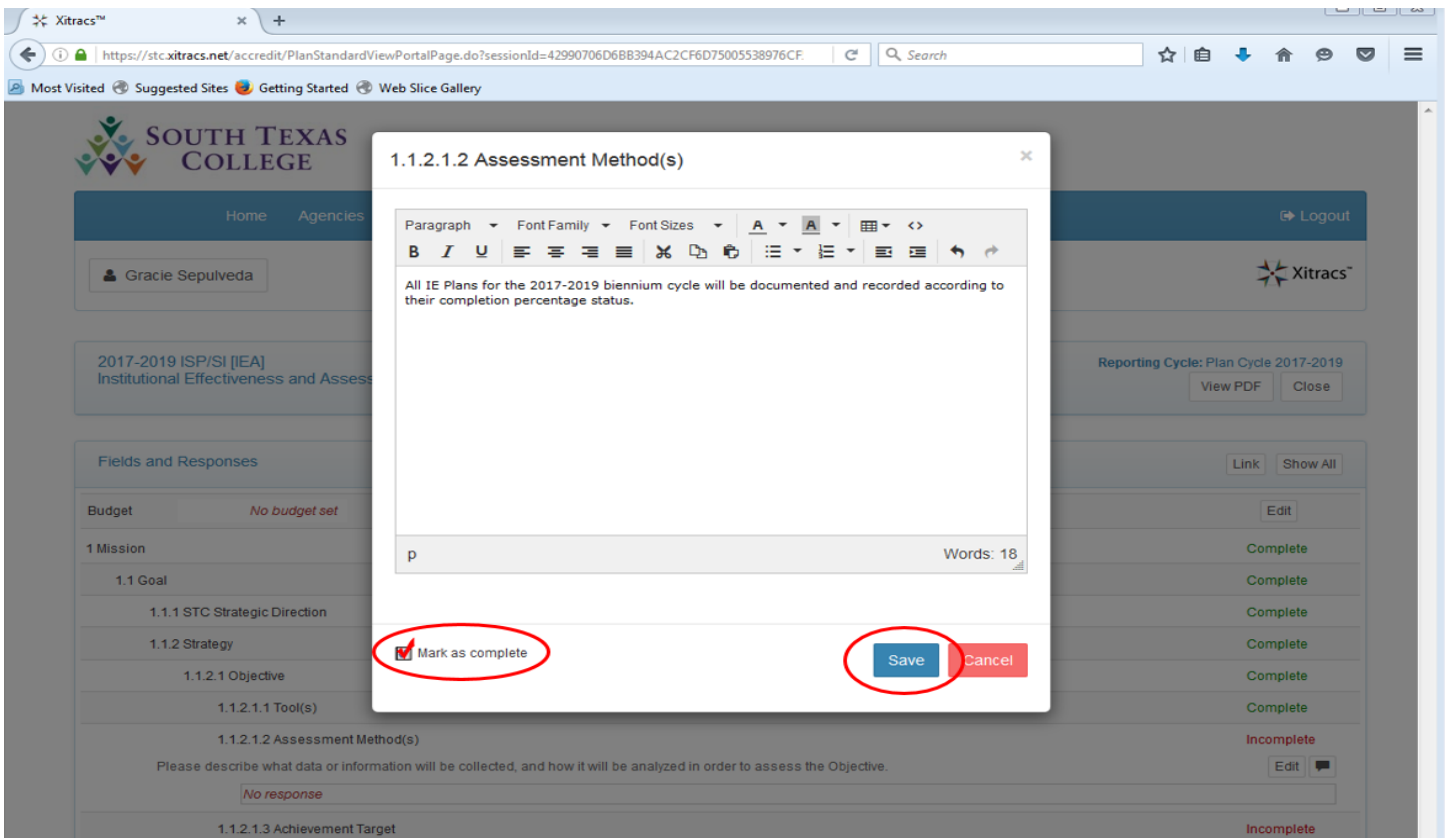 Xitracs™ × +
https://stc.xitracs.net/accredit/PlanStandardViewPortalPage.do?sessionId=42990706D6BB394AC2CF6D75005538976CF. Search
Most Visited Suggested Sites Getting Started Web Slice Gallery
SOUTH TEXAS
COLLEGE
Home Agencies Logout
Gracie Sepulveda
Xitracs™
2017-2019 ISP/SI [IEA]
Institutional Effectiveness and Assess
Reporting Cycle: Plan Cycle 2017-2019
View PDF Close
Fields and Responses Link Show All
Budget No budget set Edit
1 Mission Complete
1.1 Goal Complete
1.1.1 STC Strategic Direction Complete
1.1.2 Strategy Complete
1.1.2.1 Objective Complete
1.1.2.1.1 Tool(s) Complete
1.1.2.1.2 Assessment Method(s) Incomplete
Please describe what data or information will be collected, and how it will be analyzed in order to assess the Objective. Edit
No response
1.1.2.1.3 Achievement Target Incomplete
1.1.2.1.2 Assessment Method(s) ×
Paragraph Font Family Font Sizes A A <>
B I U
All IE Plans for the 2017-2019 biennium cycle will be documented and recorded according to
their completion percentage status.
p Words: 18
Mark as complete Save Cancel